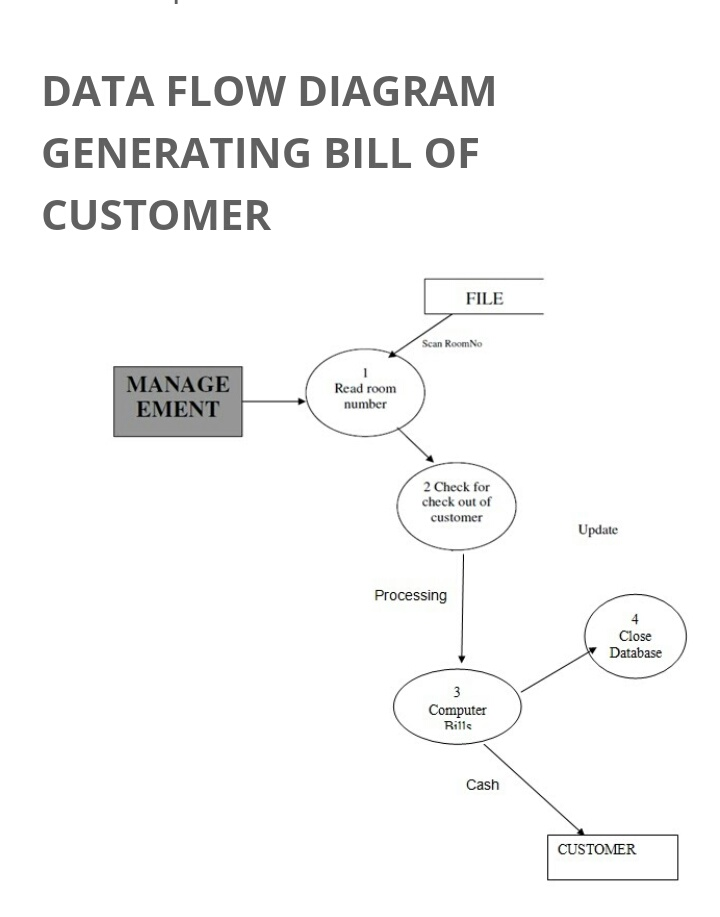 DATA FLOW DIAGRAM
GENERATING BILL OF
CUSTOMER
FILE
Scan RoomNo
MANAGE
EMENT
1
Read room
number
2 Check for
check out of
customer
Update
Processing
4
Close
Database
3
Computer
Bills
Cash
CUSTOMER